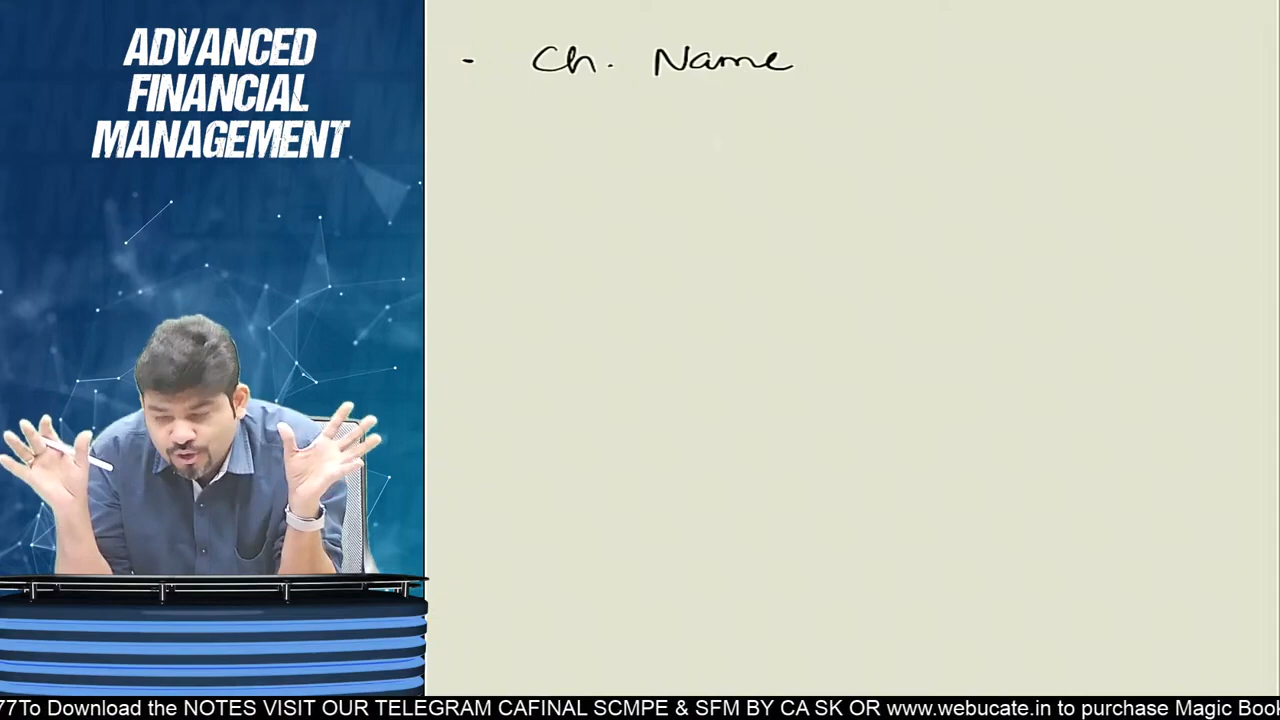 ADVANCED
FINANCIAL
MANAGEMENT
. Ch. Name
77To Download the NOTES VISIT OUR TELEGRAM CAFINAL SCMPE & SFM BY CA SK OR www.webucate.in to purchase Magic Boo